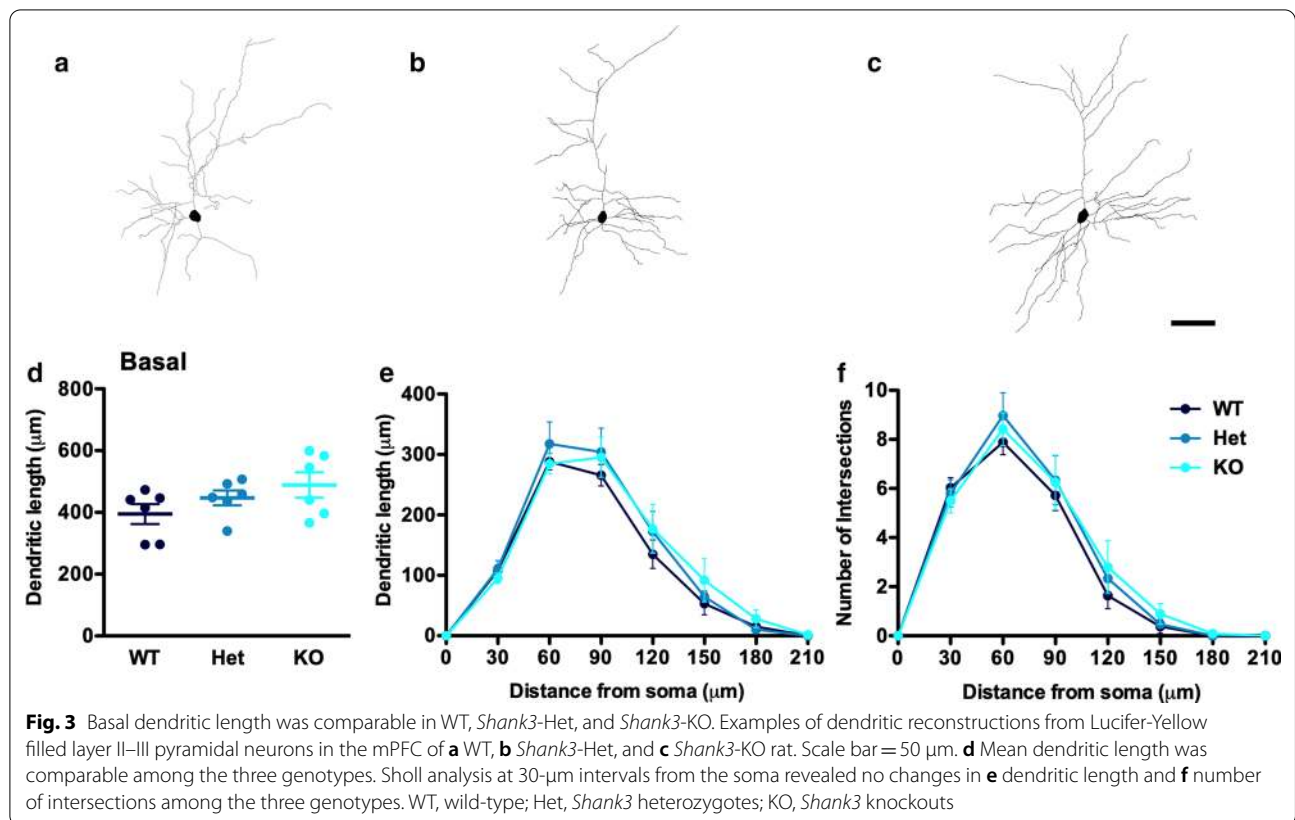 a
b
c
Basal
d
800
600
400
200
0
Dendritic length (μm)
WT
Het
KO
e
400
300
200
100
0
Dendritic length (μm)
0
30
60
90
120
150
180
210
Distance from soma (μm)
f
10
8
6
4
2
0
Number of Intersections
0
30
60
90
120
150
180
210
Distance from soma (μm)
WT
Het
KO
Fig. 3 Basal dendritic length was comparable in WT, Shank3-Het, and Shank3-KO. Examples of dendritic reconstructions from Lucifer-Yellow
filled layer II–III pyramidal neurons in the mPFC of a WT, b Shank3-Het, and c Shank3-KO rat. Scale bar = 50 μm. d Mean dendritic length was
comparable among the three genotypes. Sholl analysis at 30-μm intervals from the soma revealed no changes in e dendritic length and f number
of intersections among the three genotypes. WT, wild-type; Het, Shank3 heterozygotes; KO, Shank3 knockouts